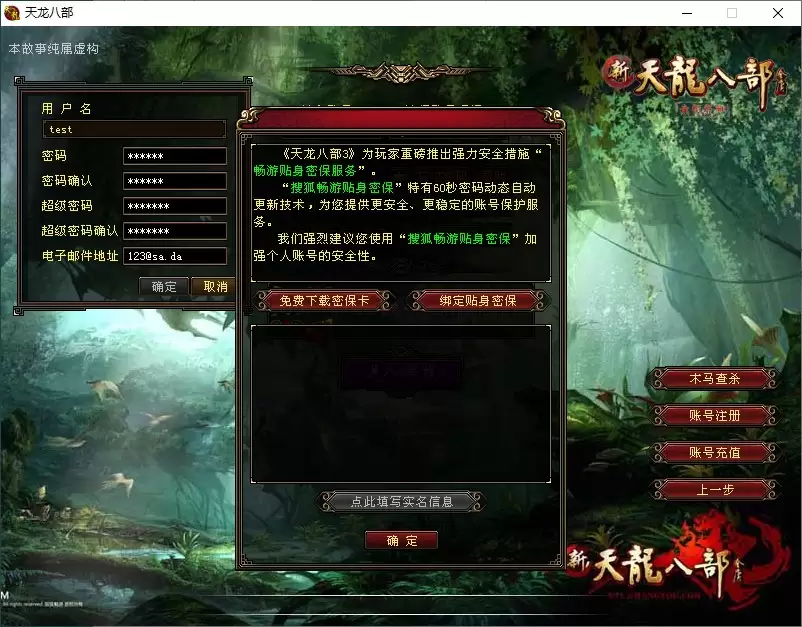 天龙八部
本故事纯属虚构
新天龍八部
用 户 名
test
密码
******
密码确认
******
超级密码
*******
超级密码确认
*******
电子邮件地址
123@sa.da
确定
取消
《天龙八部3》为玩家重磅推出强力安全措施“
畅游贴身密保服务”。
“搜狐畅游贴身密保”特有60秒密码动态自动
更新技术，为您提供更安全、更稳定的账号保护服
务。
我们强烈建议您使用“搜狐畅游贴身密保”加
强个人账号的安全性。
免费下载密保卡
绑定贴身密保
木马查杀
账号注册
账号充值
上一步
点此填写实名信息
确 定
新天龍八部
All rights reserved